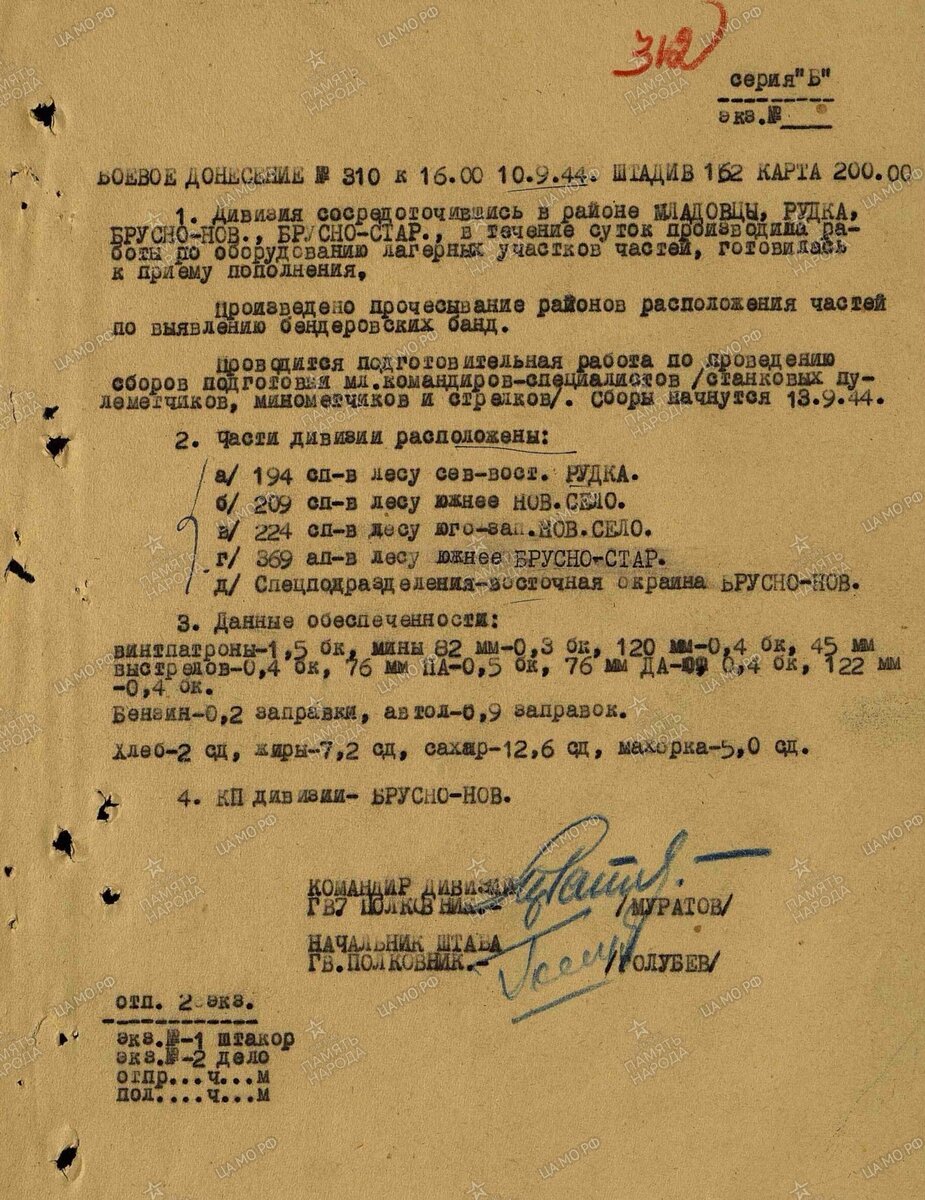 312
серия"Б"
экз.№
БОЕВОЕ ДОНЕСЕНИЕ № 310 к 16.00 10.9.44. ШТАДИВ 162 КАРТА 200.00
1. Дивизия сосредоточившись в районе МЛАДОВЦЫ, РУДКА,
БРУСНО-НОВ., БРУСНО-СТАР., в течение суток производила ра-
боты по оборудованию лагерных участков частей, готовилась
к приему пополнения,
Произведено прочесывание районов расположения частей
по выявлению бендеровских банд.
Проводится подготовительная работа по проведению
сборов подготовки мл.командиров-специалистов /станковых пу-
леметчиков, минометчиков и стрелков/. Сборы начнутся 13.9.44.
2. Части дивизии расположены:
а/ 194 сп-в лесу сев-вост. РУДКА.
б/ 209 сп-в лесу южнее НОВ.СЕЛО.
в/ 224 сп-в лесу юго-зап.НОВ.СЕЛО.
г/ 369 ап-в лесу южнее БРУСНО-СТАР.
д/ Спецподразделения-восточная окраина БРУСНО-НОВ.
3. Данные обеспеченности:
винтпатроны-1,5 бк, мины 82 мм-0,3 бк, 120 мм-0,4 бк, 45 мм
выстрелов-0,4 бк, 76 мм ПА-0,5 бк, 76 мм ДА- 0,4 бк, 122 мм
-0,4 бк.
Бензин-0,2 заправки, автол-0,9 заправок.
Хлеб-2 сд, жиры-7,2 сд, сахар-12,6 сд, махорка-5,0 сд.
4. КП дивизии- БРУСНО-НОВ.
КОМАНДИР ДИВИЗИИ
ГВ7 ПОЛКОВНИК.- /МУРАТОВ/
НАЧАЛЬНИК ШТАБА
ГВ.ПОЛКОВНИК.- /ГОЛУБЕВ/
отп. 2 экз.
экз.№-1 штакор
экз.№-2 дело
отпр...ч...м
пол....ч...м
ПАМЯТЬ НАРОДА
ЦА МО РФ